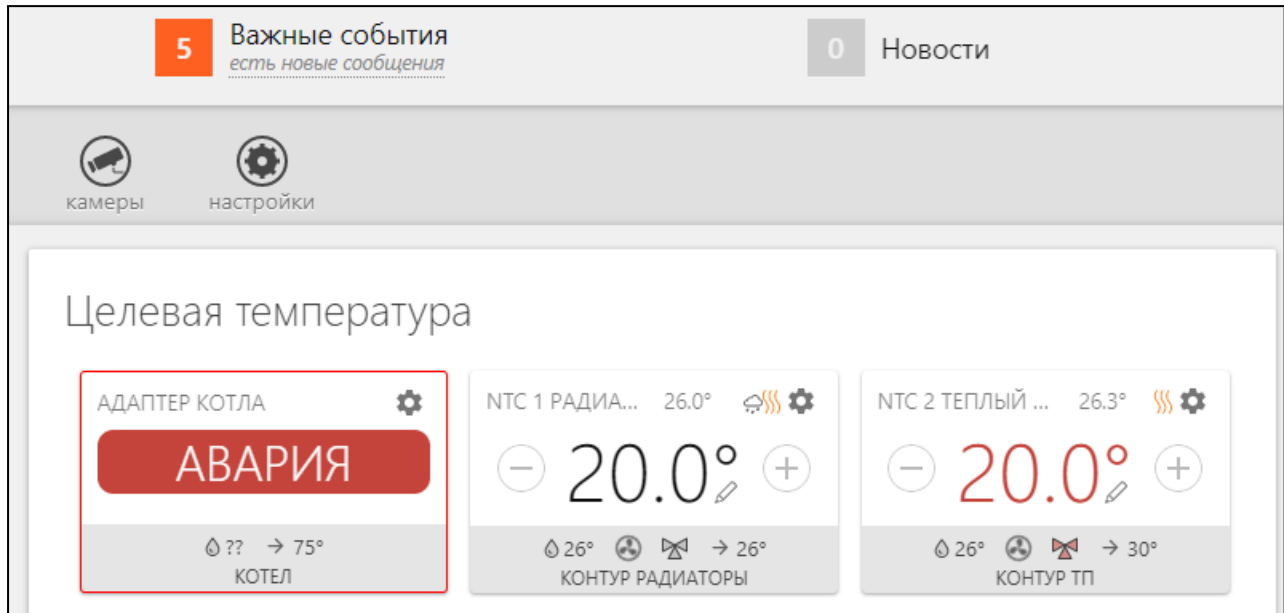 5
Важные события
есть новые сообщения
0
Новости
камеры
настройки
Целевая температура
АДАПТЕР КОТЛА
АВАРИЯ
?? → 75°
КОТЕЛ
NTC 1 РАДИА... 26.0°
20.0°
26° → 26°
КОНТУР РАДИАТОРЫ
NTC 2 ТЕПЛЫЙ ... 26.3°
20.0°
26° → 30°
КОНТУР ТП